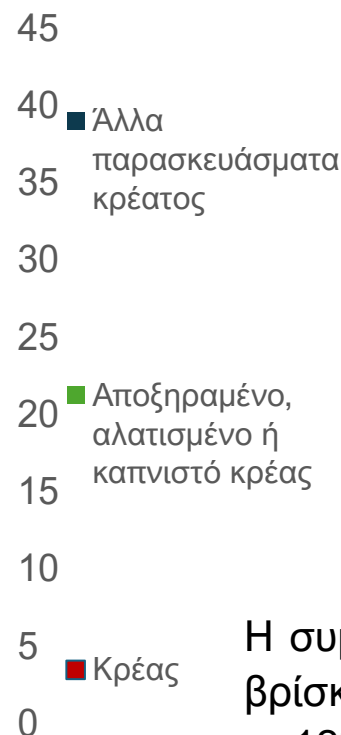 45
40
Άλλα
παρασκευάσματα
κρέατος
35
30
25
20
Αποξηραμένο,
αλατισμένο ή
καπνιστό κρέας
15
10
5
Κρέας
0
Η